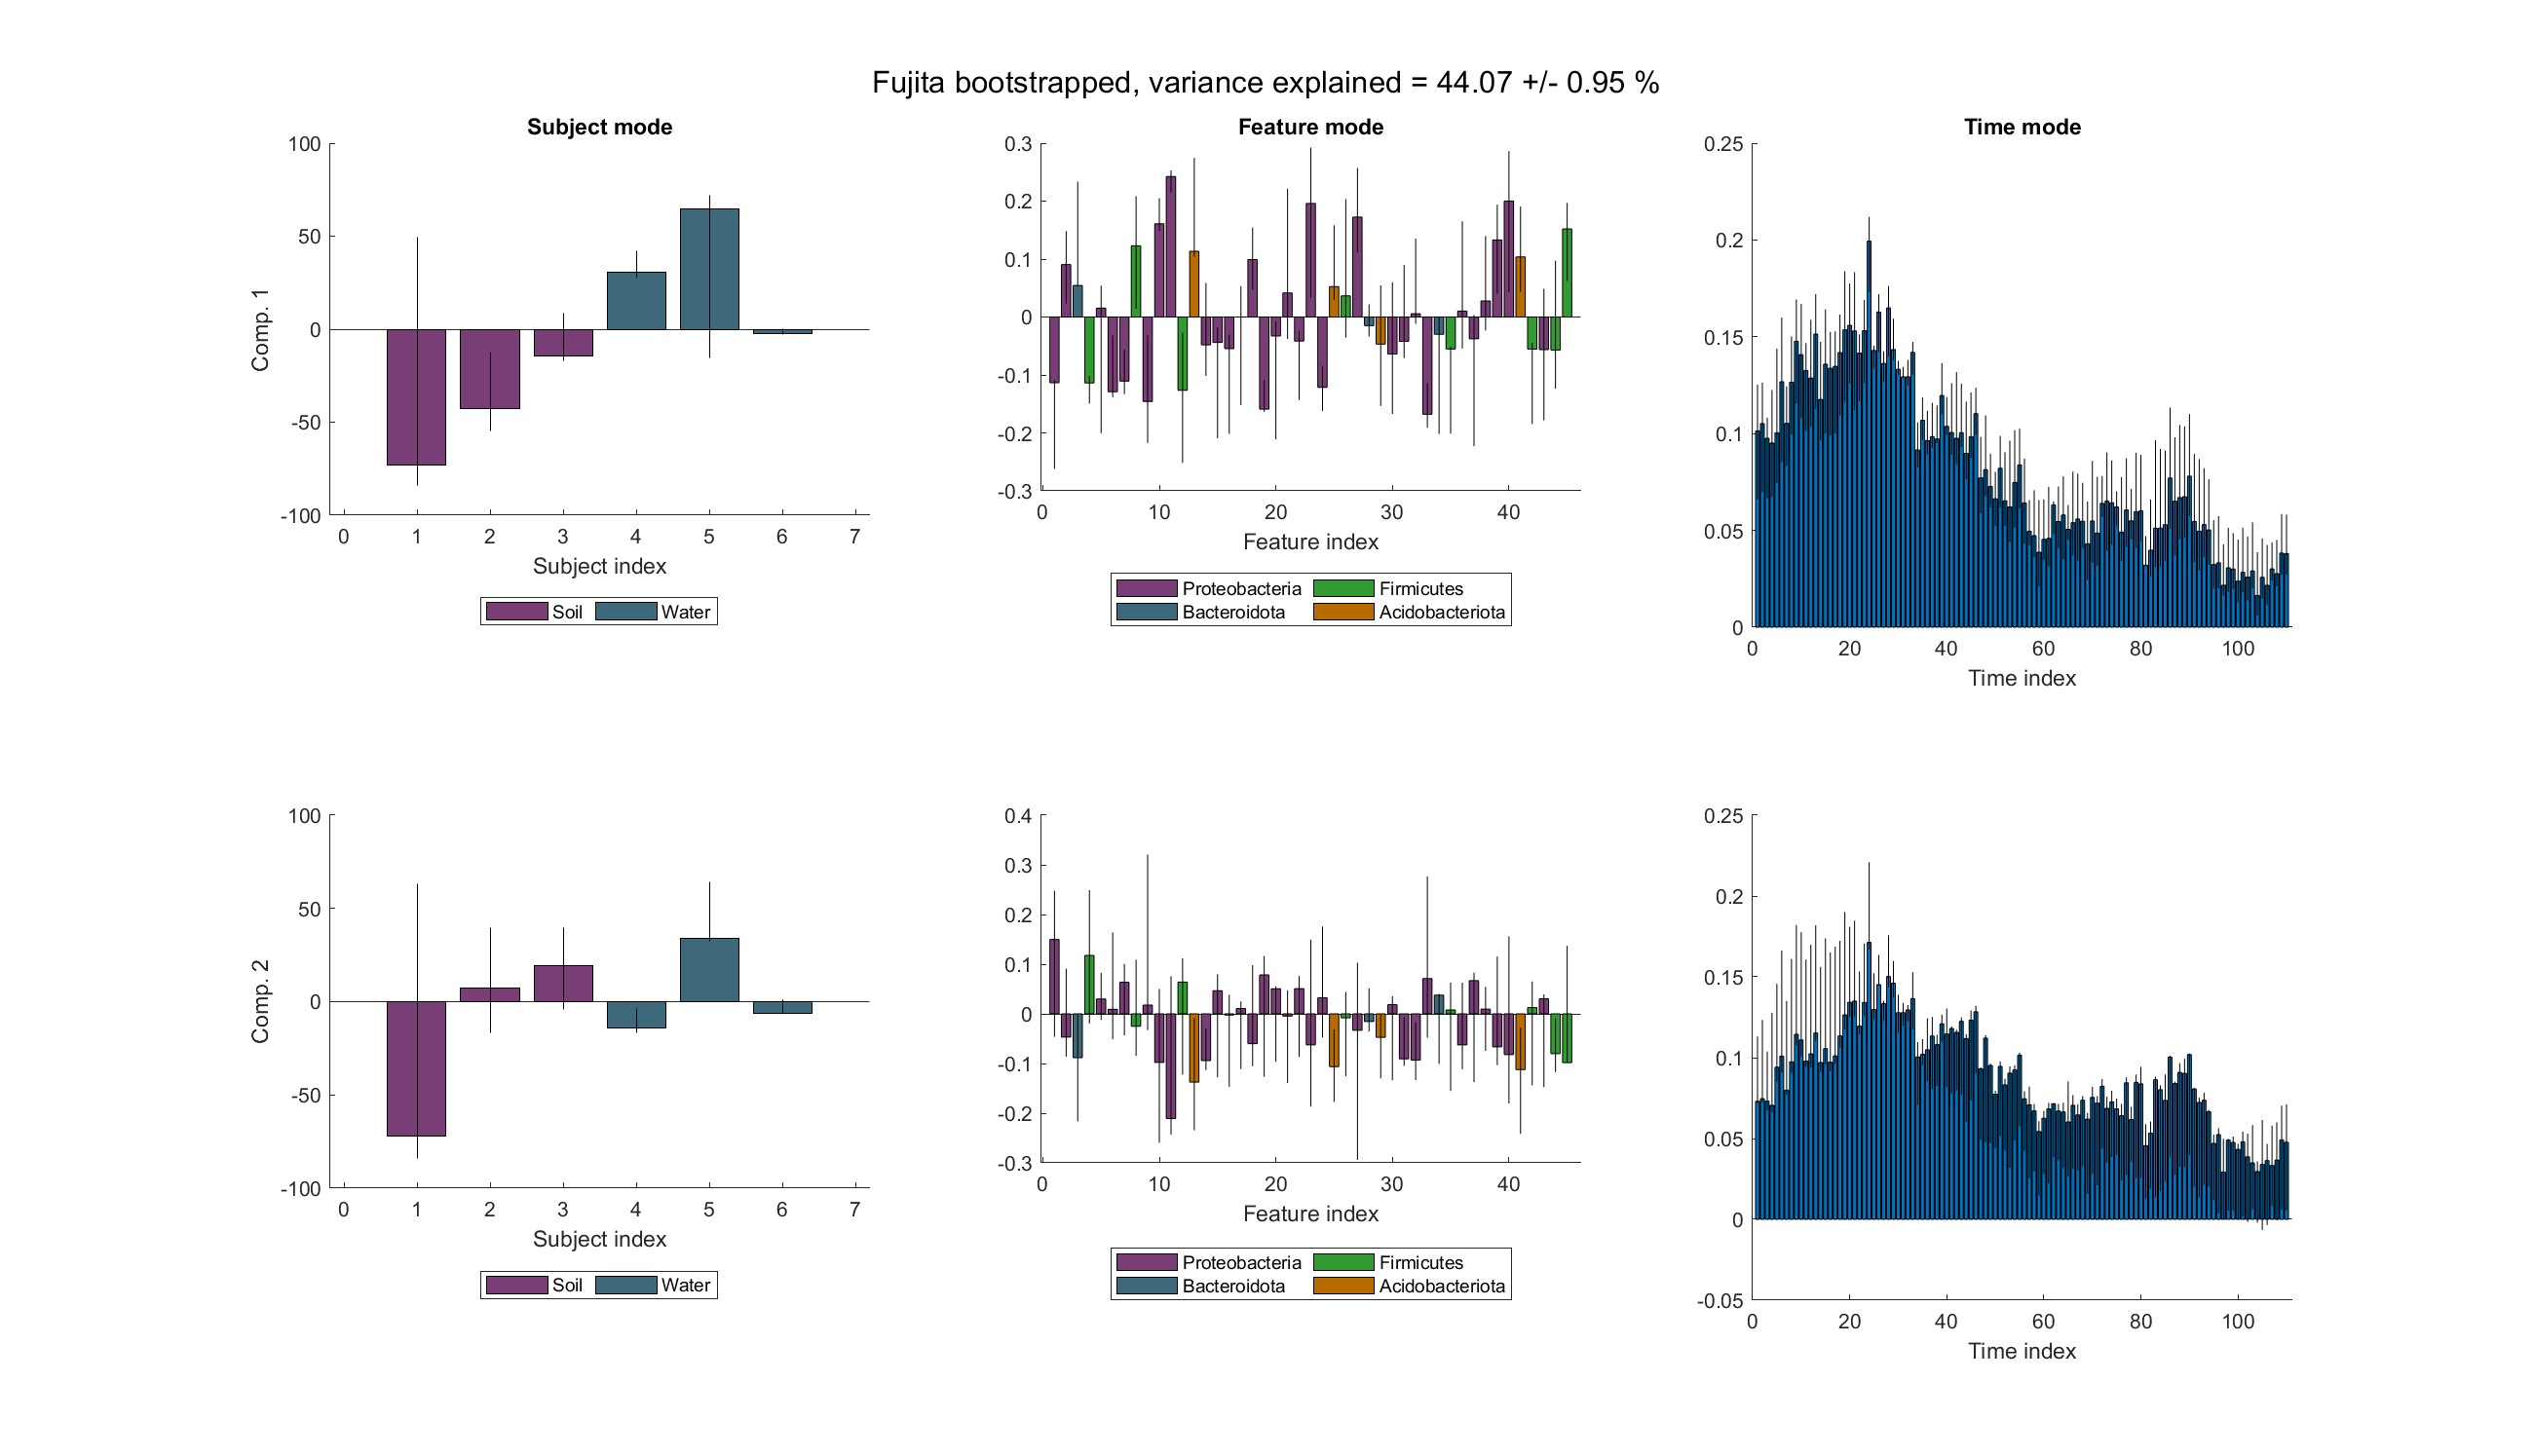 Fujita bootstrapped, variance explained = 44.07 +/- 0.95 %
Subject mode
100
50
0
-50
-100
Comp. 1
0 1 2 3 4 5 6 7
Subject index
Soil Water
Feature mode
0.3
0.2
0.1
0
-0.1
-0.2
-0.3
0 10 20 30 40
Feature index
Proteobacteria Firmicutes
Bacteroidota Acidobacteriota
Time mode
0.25
0.2
0.15
0.1
0.05
0
0 20 40 60 80 100
Time index
100
50
0
-50
-100
Comp. 2
0 1 2 3 4 5 6 7
Subject index
Soil Water
0.4
0.3
0.2
0.1
0
-0.1
-0.2
-0.3
0 10 20 30 40
Feature index
Proteobacteria Firmicutes
Bacteroidota Acidobacteriota
0.25
0.2
0.15
0.1
0.05
0
-0.05
0 20 40 60 80 100
Time index